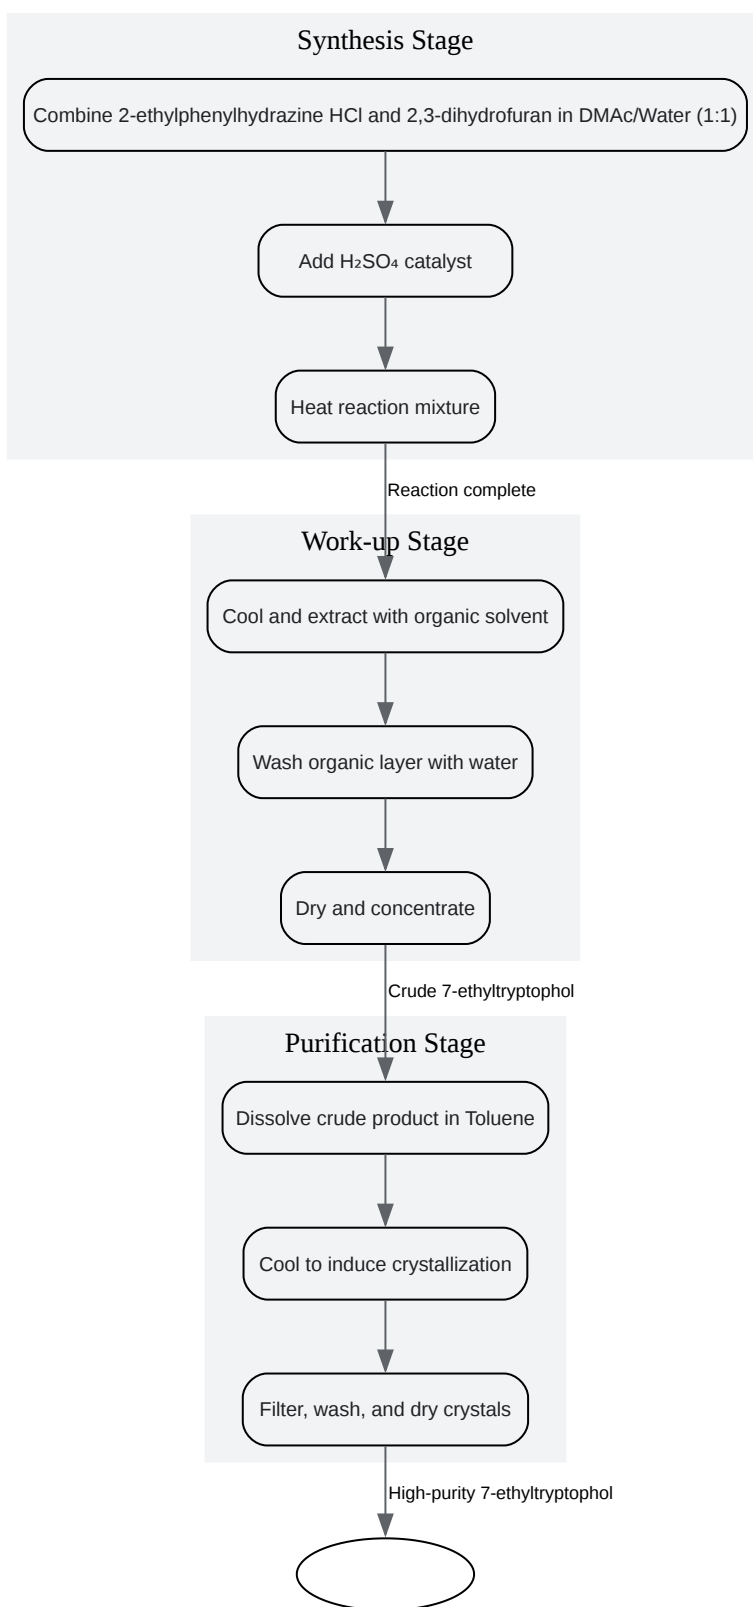 Synthesis Stage
Combine 2-ethylphenylhydrazine HCl and 2,3-dihydrofuran in DMAc/Water (1:1)
Add H₂SO₄ catalyst
Heat reaction mixture
Reaction complete
Work-up Stage
Cool and extract with organic solvent
Wash organic layer with water
Dry and concentrate
Crude 7-ethyltryptophol
Purification Stage
Dissolve crude product in Toluene
Cool to induce crystallization
Filter, wash, and dry crystals
High-purity 7-ethyltryptophol